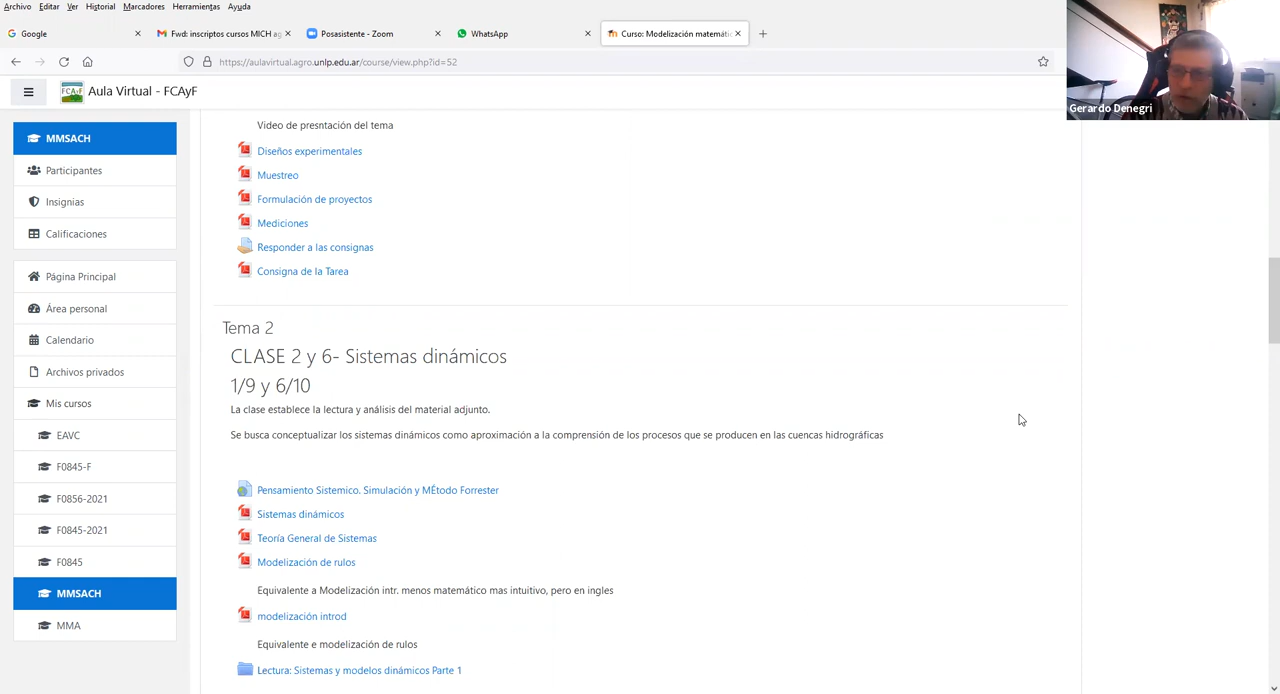 Archivo Editar Ver Historial Marcadores Herramientas Ayuda
Google
Fwd: inscriptos cursos MICH ag
Posasistente - Zoom
WhatsApp
Curso: Modelización matemátic
https://aulavirtual.agro.unlp.edu.ar/course/view.php?id=52
FCAyF
Aula Virtual - FCAyF
Gerardo Denegri
MMSACH
Participantes
Insignias
Calificaciones
Página Principal
Área personal
Calendario
Archivos privados
Mis cursos
EAVC
F0845-F
F0856-2021
F0845-2021
F0845
MMSACH
MMA
Video de presntación del tema
Diseños experimentales
Muestreo
Formulación de proyectos
Mediciones
Responder a las consignas
Consigna de la Tarea
Tema 2
CLASE 2 y 6- Sistemas dinámicos
1/9 y 6/10
La clase establece la lectura y análisis del material adjunto.
Se busca conceptualizar los sistemas dinámicos como aproximación a la comprensión de los procesos que se producen en las cuencas hidrográficas
Pensamiento Sistemico. Simulación y MÉtodo Forrester
Sistemas dinámicos
Teoría General de Sistemas
Modelización de rulos
Equivalente a Modelización intr. menos matemático mas intuitivo, pero en ingles
modelización introd
Equivalente e modelización de rulos
Lectura: Sistemas y modelos dinámicos Parte 1